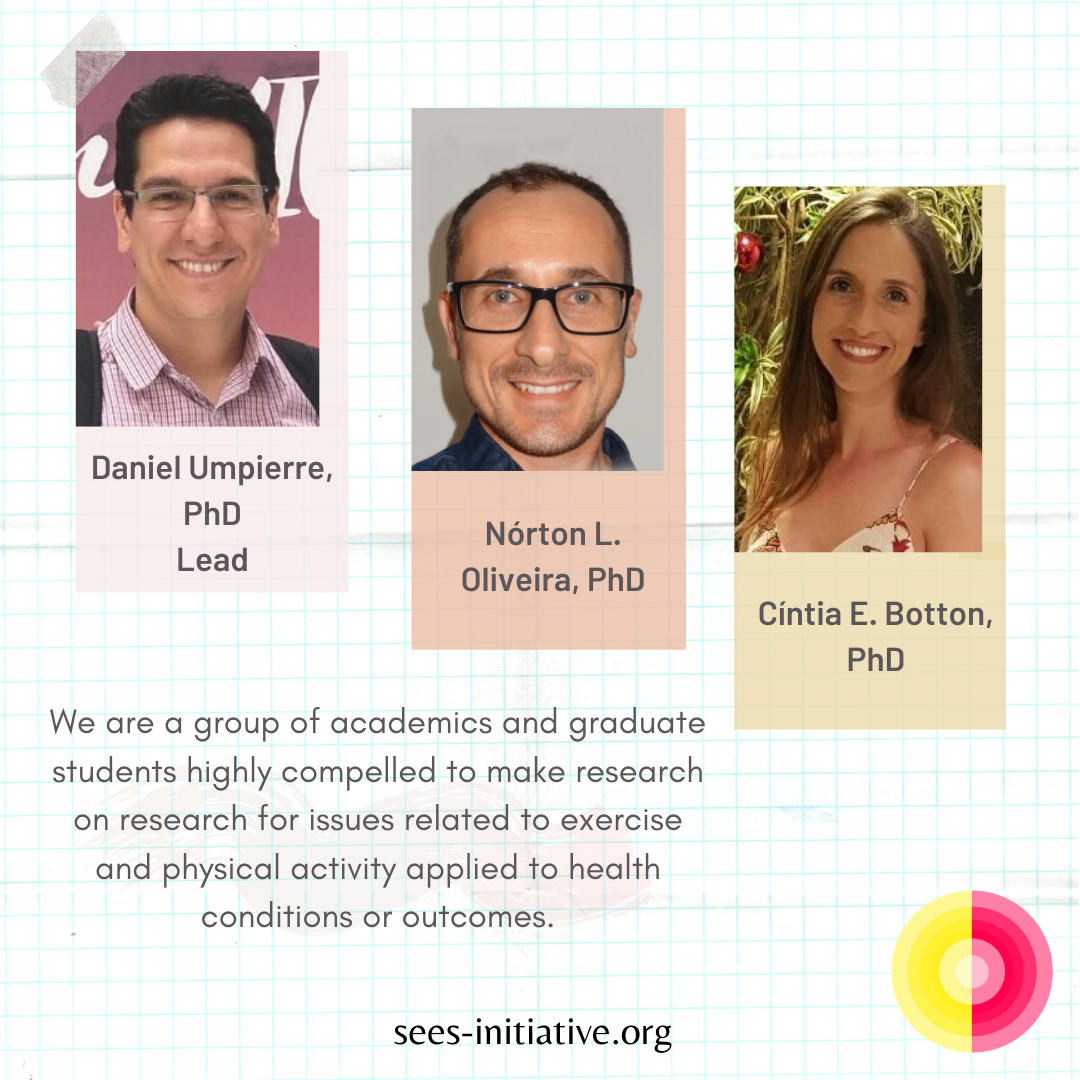 Daniel Umpierre,
PhD
Lead
Nórton L.
Oliveira, PhD
Cíntia E. Botton,
PhD
We are a group of academics and graduate
students highly compelled to make research
on research for issues related to exercise
and physical activity applied to health
conditions or outcomes.
sees-initiative.org